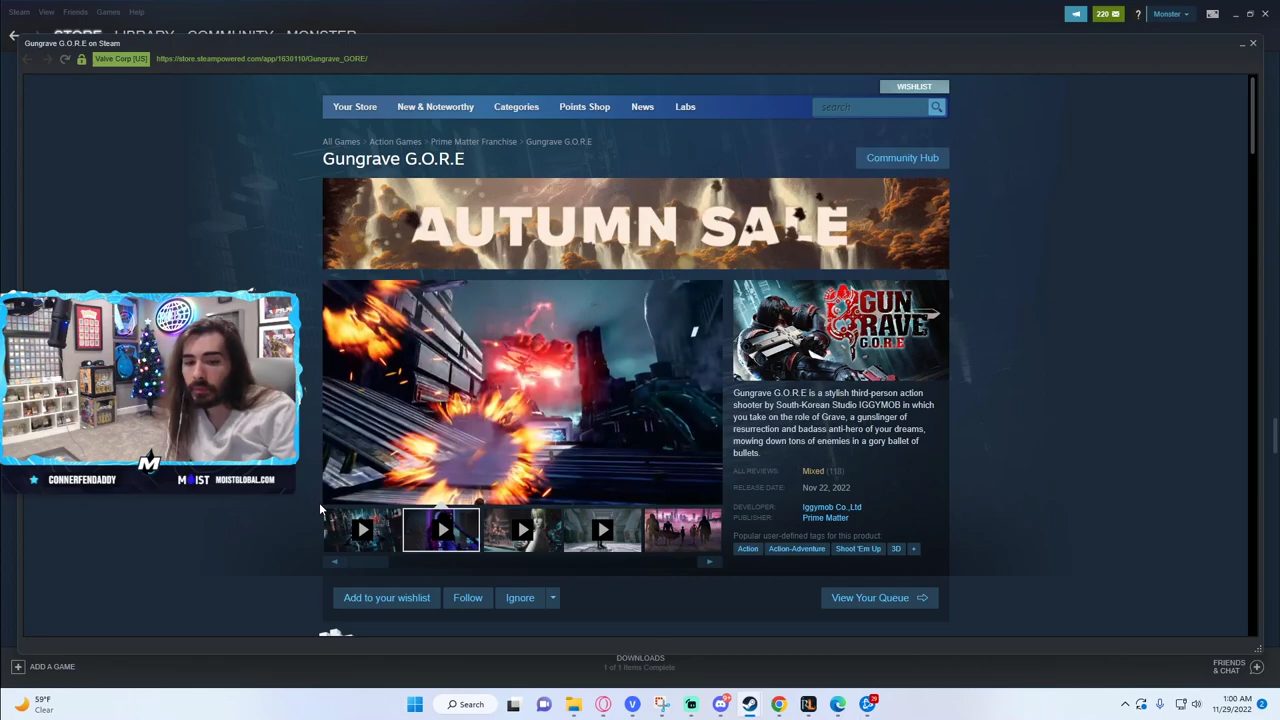 Steam View Friends Games Help
220
?
Monster
STORE LIBRARY COMMUNITY MONSTER
Gungrave G.O.R.E on Steam
Valve Corp [US] https://store.steampowered.com/app/1630110/Gungrave_GORE/
WISHLIST
Your Store New & Noteworthy Categories Points Shop News Labs search
All Games > Action Games > Prime Matter Franchise > Gungrave G.O.R.E
Gungrave G.O.R.E
Community Hub
AUTUMN SALE
GUN
GRAVE
G.O.R.E
Gungrave G.O.R.E is a stylish third-person action
shooter by South-Korean Studio IGGYMOB in which
you take on the role of Grave, a gunslinger of
resurrection and badass anti-hero of your dreams,
mowing down tons of enemies in a gory ballet of
bullets.
ALL REVIEWS: Mixed (118)
RELEASE DATE: Nov 22, 2022
DEVELOPER: Iggymob Co.,Ltd
PUBLISHER: Prime Matter
Popular user-defined tags for this product:
Action Action-Adventure Shoot 'Em Up 3D +
M
CONNERFENDADDY
MOIST MOISTGLOBAL.COM
Add to your wishlist Follow Ignore View Your Queue
ADD A GAME
DOWNLOADS
1 of 1 Items Complete
FRIENDS
& CHAT
59°F
Clear
Search
1:00 AM
11/29/2022